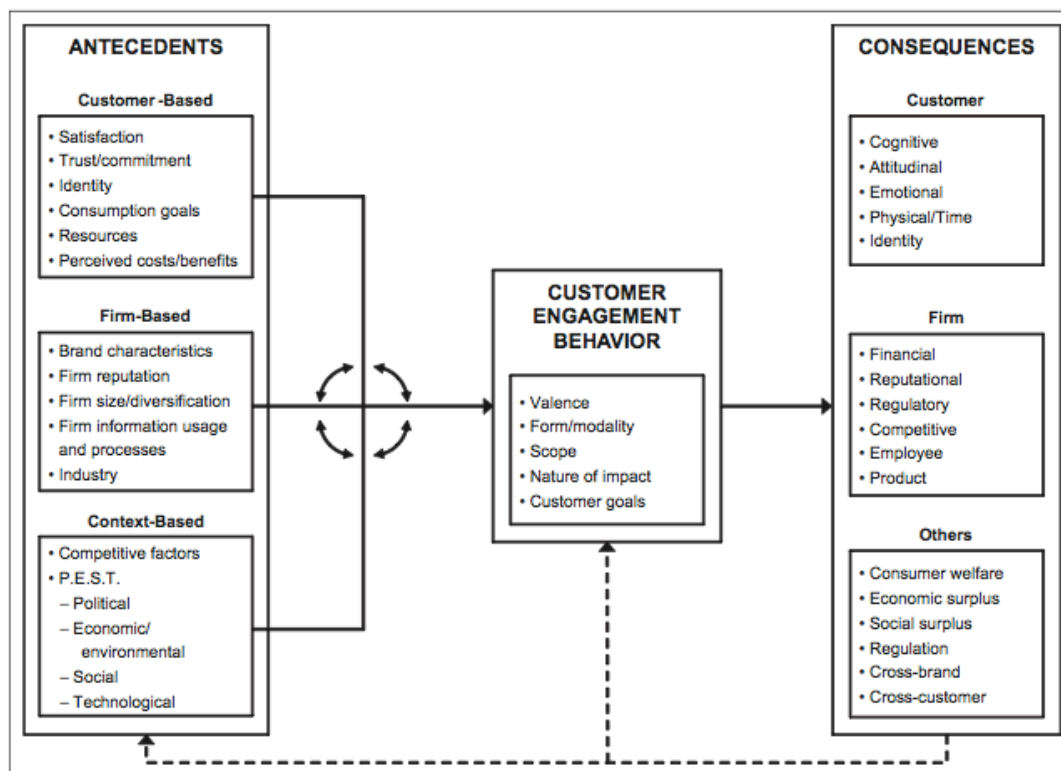 ANTECEDENTS
Customer-Based
• Satisfaction
• Trust/commitment
• Identity
• Consumption goals
• Resources
• Perceived costs/benefits
Firm-Based
• Brand characteristics
• Firm reputation
• Firm size/diversification
• Firm information usage
and processes
• Industry
Context-Based
• Competitive factors
• P.E.S.T.
– Political
– Economic/
environmental
– Social
– Technological
CUSTOMER
ENGAGEMENT
BEHAVIOR
• Valence
• Form/modality
• Scope
• Nature of impact
• Customer goals
CONSEQUENCES
Customer
• Cognitive
• Attitudinal
• Emotional
• Physical/Time
• Identity
Firm
• Financial
• Reputational
• Regulatory
• Competitive
• Employee
• Product
Others
• Consumer welfare
• Economic surplus
• Social surplus
• Regulation
• Cross-brand
• Cross-customer